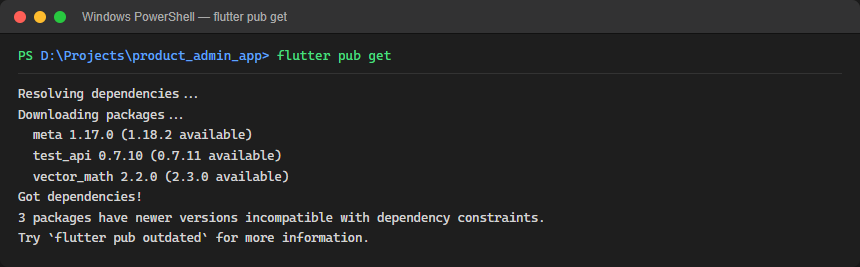 Windows PowerShell — flutter pub get
PS D:\Projects\product_admin_app> flutter pub get
Resolving dependencies...
Downloading packages...
  meta 1.17.0 (1.18.2 available)
  test_api 0.7.10 (0.7.11 available)
  vector_math 2.2.0 (2.3.0 available)
Got dependencies!
3 packages have newer versions incompatible with dependency constraints.
Try `flutter pub outdated` for more information.